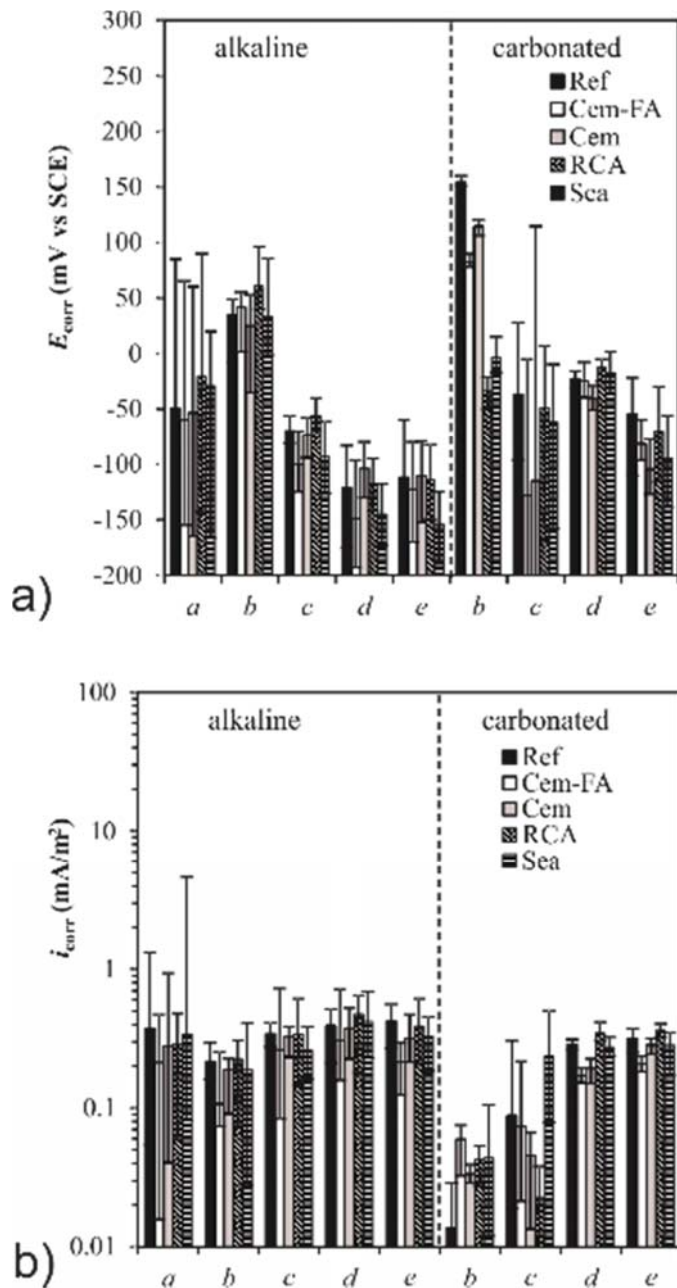 300
alkaline
carbonated
250
Ref
200
Cem-FA
Cem
150
RCA
100
Sea
50
0
-50
-100
-150
-200
E_corr (mV vs SCE)
a b c d e b c d e
a)
100
alkaline
carbonated
Ref
Cem-FA
10
Cem
RCA
Sea
1
0.1
0.01
i_corr (mA/m²)
a b c d e b c d e
b)